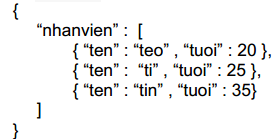 {
“nhanvien” : [
{ “ten” : “teo” , “tuoi” : 20 },
{ “ten” : “ti” , “tuoi” : 25 },
{ “ten” : “tin” , “tuoi” : 35}
]
}